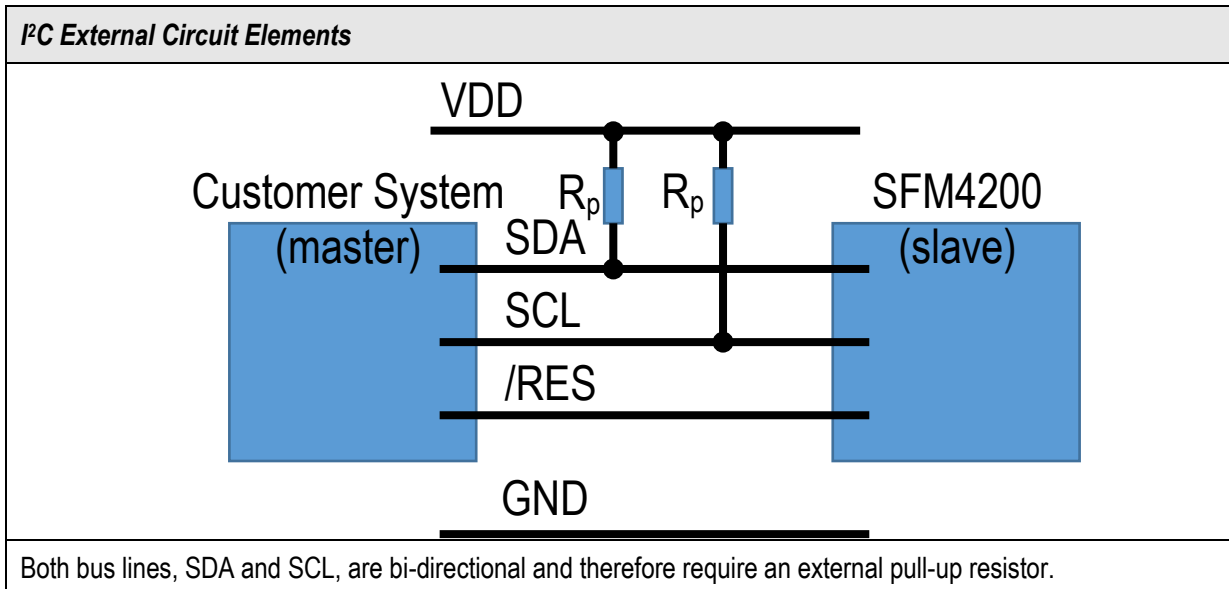 I²C External Circuit Elements
VDD
Customer System
(master)
Rp
Rp
SFM4200
(slave)
SDA
SCL
/RES
GND
Both bus lines, SDA and SCL, are bi-directional and therefore require an external pull-up resistor.